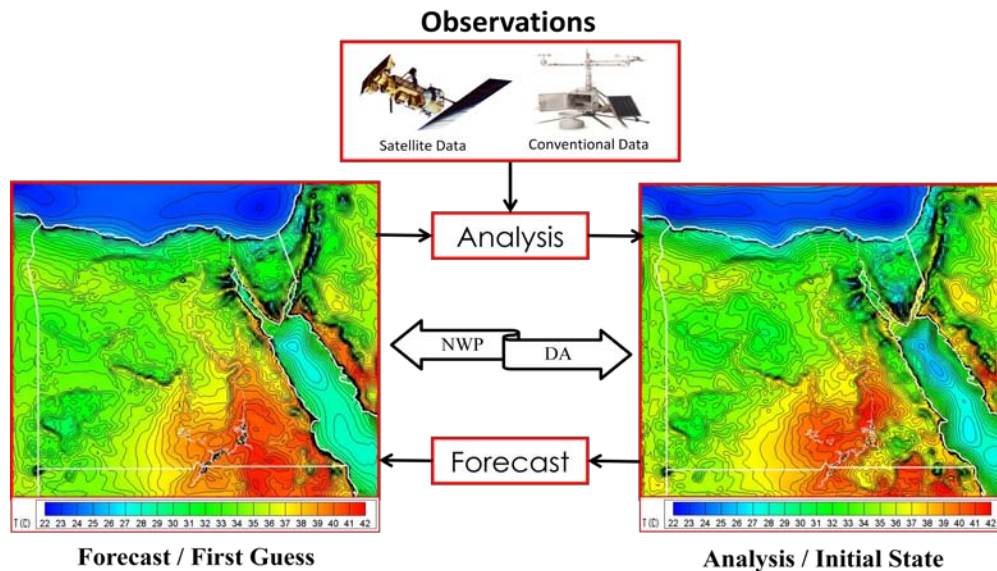 Observations
Satellite Data
Conventional Data
Analysis
NWP
DA
Forecast
T (C) 22 23 24 25 26 27 28 29 30 31 32 33 34 35 36 37 38 39 40 41 42
T (C) 22 23 24 25 26 27 28 29 30 31 32 33 34 35 36 37 38 39 40 41 42
Forecast / First Guess
Analysis / Initial State